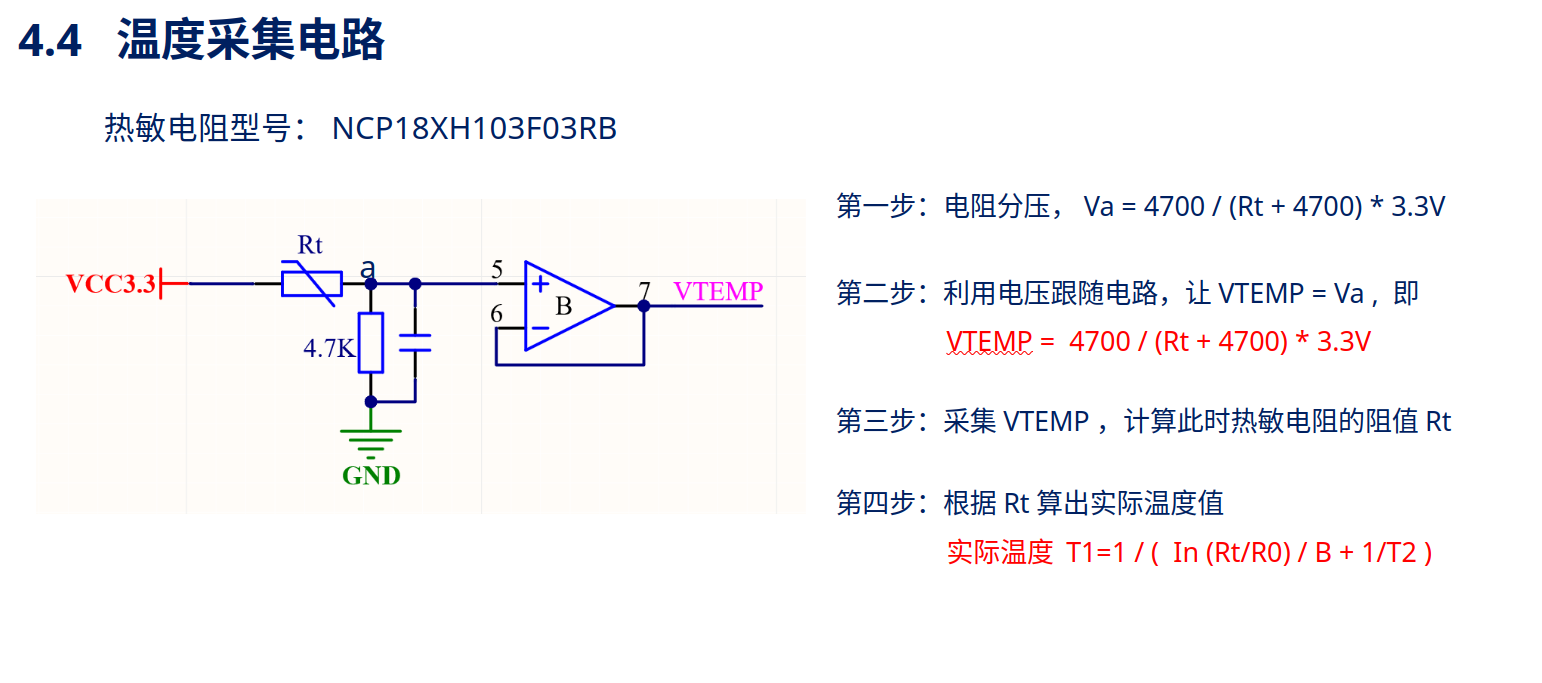 4.4 温度采集电路
热敏电阻型号： NCP18XH103F03RB
第一步：电阻分压， Va = 4700 / (Rt + 4700) * 3.3V
Rt
a
5
VCC3.3
7
VTEMP
B
6
4.7K
GND
第二步：利用电压跟随电路，让 VTEMP = Va , 即
VTEMP = 4700 / (Rt + 4700) * 3.3V
第三步：采集 VTEMP ，计算此时热敏电阻的阻值 Rt
第四步：根据 Rt 算出实际温度值
实际温度 T1=1 / ( In (Rt/R0) / B + 1/T2 )